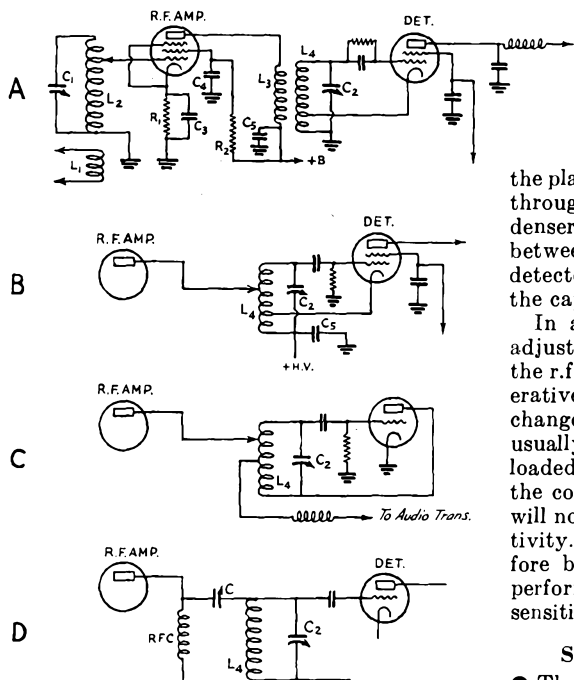 R.F. AMP.
DET.
A
C1
L2
L1
R1
C3
C4
R2
C5
L3
L4
C2
+B
B
R.F. AMP.
DET.
L4
C2
C5
+H.V.
C
R.F. AMP.
L4
C2
To Audio Trans.
D
R.F. AMP.
DET.
RFC
C
L4
C2
the pla
throug
denser
between
detecto
the ca
In a
adjust
the r.f
erative
change
usually
loaded
the co
will no
tivity.
fore b
perfor
sensiti
S
● Th